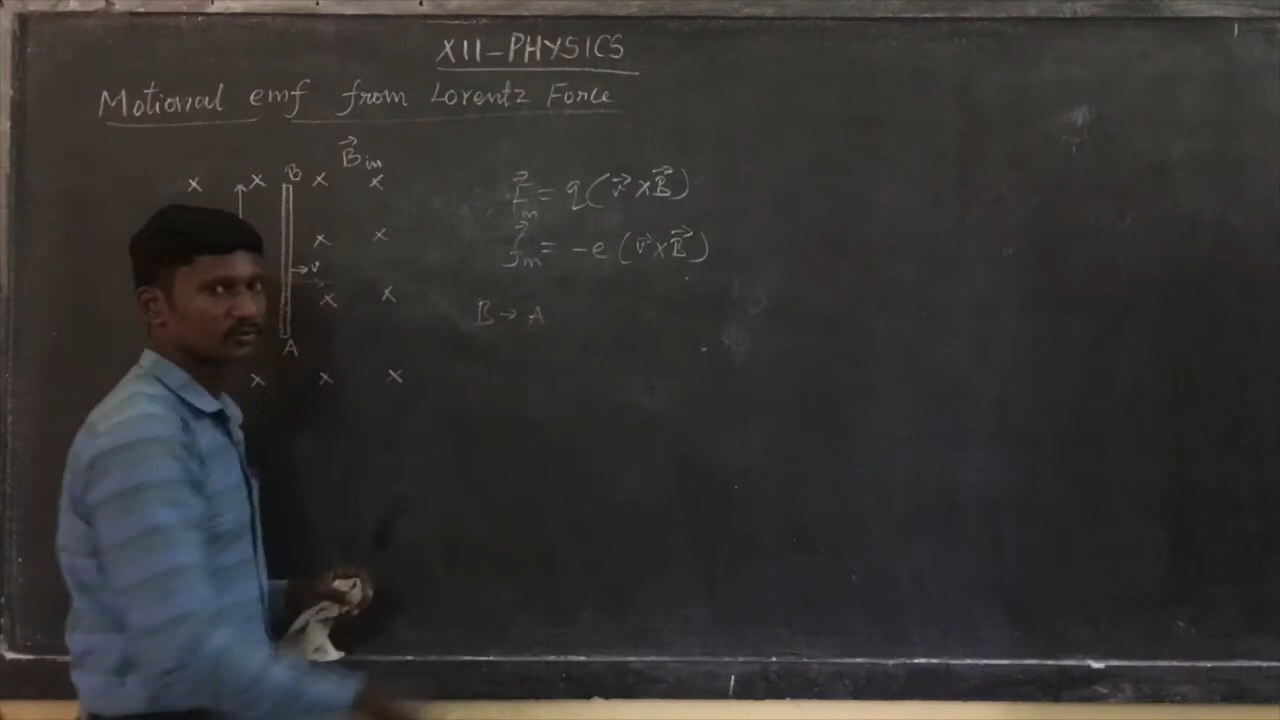 XII-PHYSICS
Motional emf from Lorentz Force
B⃗in
x x B x x
F⃗m = q(v⃗ x B⃗)
x x
f⃗m = -e (v⃗ x B⃗)
v
x x
B → A
A
x x x